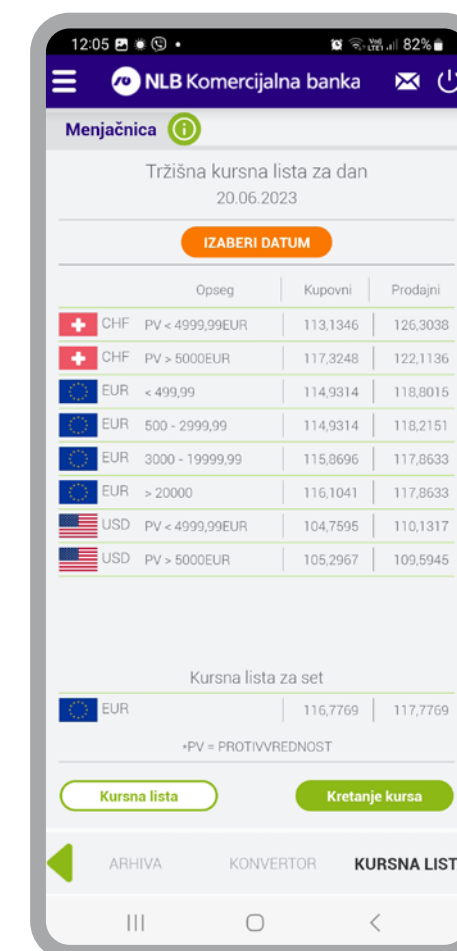 12:05 82%
NLB Komercijalna banka
Menjačnica i
Tržišna kursna lista za dan
20.06.2023
IZABERI DATUM
Opseg Kupovni Prodajni
CHF PV < 4999,99EUR 113,1346 126,3038
CHF PV > 5000EUR 117,3248 122,1136
EUR < 499,99 114,9314 118,8015
EUR 500 - 2999,99 114,9314 118,2151
EUR 3000 - 19999,99 115,8696 117,8633
EUR > 20000 116,1041 117,8633
USD PV < 4999,99EUR 104,7595 110,1317
USD PV > 5000EUR 105,2967 109,5945
Kursna lista za set
EUR 116,7769 117,7769
*PV = PROTIVVREDNOST
Kursna lista Kretanje kursa
ARHIVA KONVERTOR KURSNA LIST